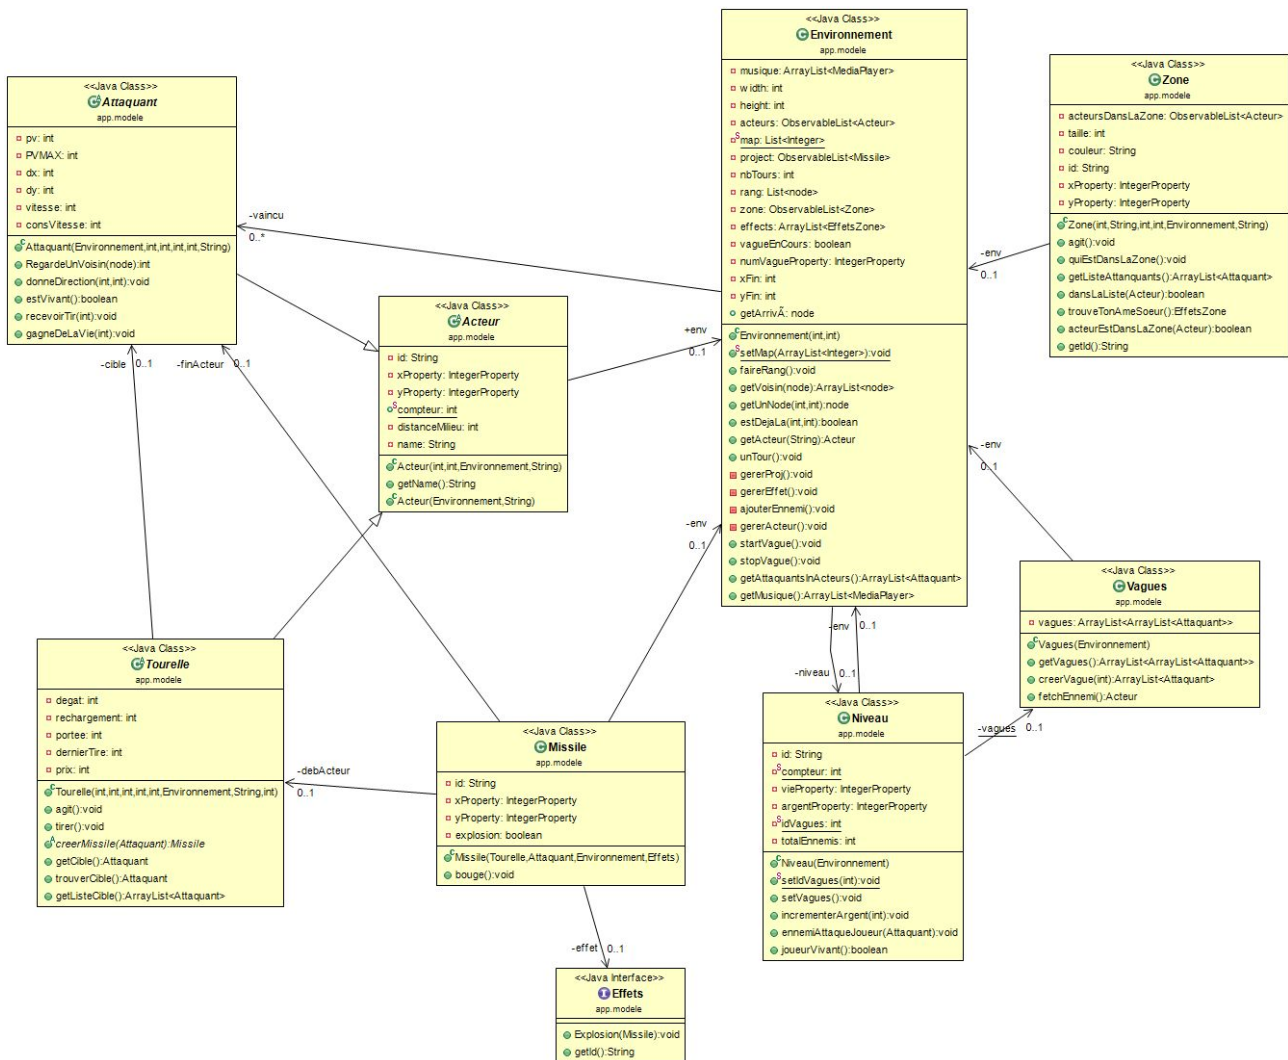 <<Java Class>>
Attaquant
app.modele
pv: int
PVMAX: int
dx: int
dy: int
vitesse: int
consVitesse: int
Attaquant(Environnement,int,int,int,int,String)
RegardeUnVoisin(node):int
donneDirection(int,int):void
estVivant():boolean
recevoirTir(int):void
gagneDeLaVie(int):void
<<Java Class>>
Environnement
app.modele
musique: ArrayList<MediaPlayer>
width: int
height: int
acteurs: ObservableList<Acteur>
map: List<Integer>
project: ObservableList<Missile>
nbTours: int
rang: List<node>
zone: ObservableList<Zone>
effects: ArrayList<EffetsZone>
vagueEnCours: boolean
numVagueProperty: IntegerProperty
xFin: int
yFin: int
getArrivÃ: node
Environnement(int,int)
setMap(ArrayList<Integer>):void
faireRang():void
getVoisin(node):ArrayList<node>
getUnNode(int,int):node
estDejaLa(int,int):boolean
getActeur(String):Acteur
unTour():void
gererProj():void
gererEffet():void
ajouterEnnemi():void
gererActeur():void
startVague():void
stopVague():void
getAttaquantsInActeurs():ArrayList<Attaquant>
getMusique():ArrayList<MediaPlayer>
<<Java Class>>
Zone
app.modele
acteursDansLaZone: ObservableList<Acteur>
taille: int
couleur: String
id: String
xProperty: IntegerProperty
yProperty: IntegerProperty
Zone(int,String,int,int,Environnement,String)
agit():void
quiEstDansLaZone():void
getListeAttanquants():ArrayList<Attaquant>
dansLaListe(Acteur):boolean
trouveTonAmeSoeur():EffetsZone
acteurEstDansLaZone(Acteur):boolean
getId():String
-vaincu
0..*
-env
0..1
<<Java Class>>
Acteur
app.modele
id: String
xProperty: IntegerProperty
yProperty: IntegerProperty
compteur: int
distanceMilieu: int
name: String
Acteur(int,int,Environnement,String)
getName():String
Acteur(Environnement,String)
+env
0..1
-cible 0..1
-finActeur 0..1
-env
0..1
-env
0..1
<<Java Class>>
Vagues
app.modele
vagues: ArrayList<ArrayList<Attaquant>>
Vagues(Environnement)
getVagues():ArrayList<ArrayList<Attaquant>>
creerVague(int):ArrayList<Attaquant>
fetchEnnemi():Acteur
<<Java Class>>
Tourelle
app.modele
degat: int
rechargement: int
portee: int
dernierTire: int
prix: int
Tourelle(int,int,int,int,int,Environnement,String,int)
agit():void
tirer():void
creerMissile(Attaquant):Missile
getCible():Attaquant
trouverCible():Attaquant
getListeCible():ArrayList<Attaquant>
-env 0..1
-niveau 0..1
-debActeur
0..1
<<Java Class>>
Missile
app.modele
id: String
xProperty: IntegerProperty
yProperty: IntegerProperty
explosion: boolean
Missile(Tourelle,Attaquant,Environnement,Effets)
bouge():void
<<Java Class>>
Niveau
app.modele
id: String
compteur: int
vieProperty: IntegerProperty
argentProperty: IntegerProperty
idVagues: int
totalEnnemis: int
Niveau(Environnement)
setIdVagues(int):void
setVagues():void
incrementerArgent(int):void
ennemiAttaqueJoueur(Attaquant):void
joueurVivant():boolean
-vagues 0..1
-effet 0..1
<<Java Interface>>
Effets
app.modele
Explosion(Missile):void
getId():String